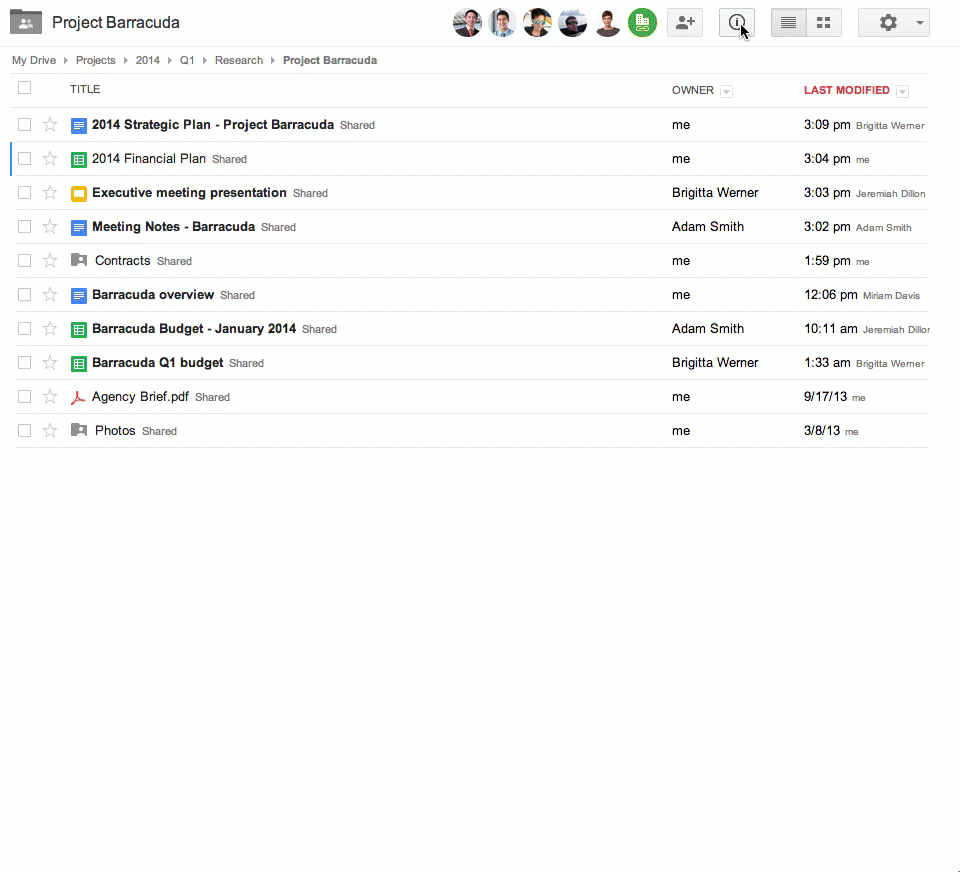 Project Barracuda
My Drive Projects 2014 Q1 Research Project Barracuda
TITLE OWNER LAST MODIFIED
2014 Strategic Plan - Project Barracuda Shared me 3:09 pm Brigitta Werner
2014 Financial Plan Shared me 3:04 pm me
Executive meeting presentation Shared Brigitta Werner 3:03 pm Jeremiah Dillon
Meeting Notes - Barracuda Shared Adam Smith 3:02 pm Adam Smith
Contracts Shared me 1:59 pm me
Barracuda overview Shared me 12:06 pm Miriam Davis
Barracuda Budget - January 2014 Shared Adam Smith 10:11 am Jeremiah Dillor
Barracuda Q1 budget Shared Brigitta Werner 1:33 am Brigitta Werner
Agency Brief.pdf Shared me 9/17/13 me
Photos Shared me 3/8/13 me